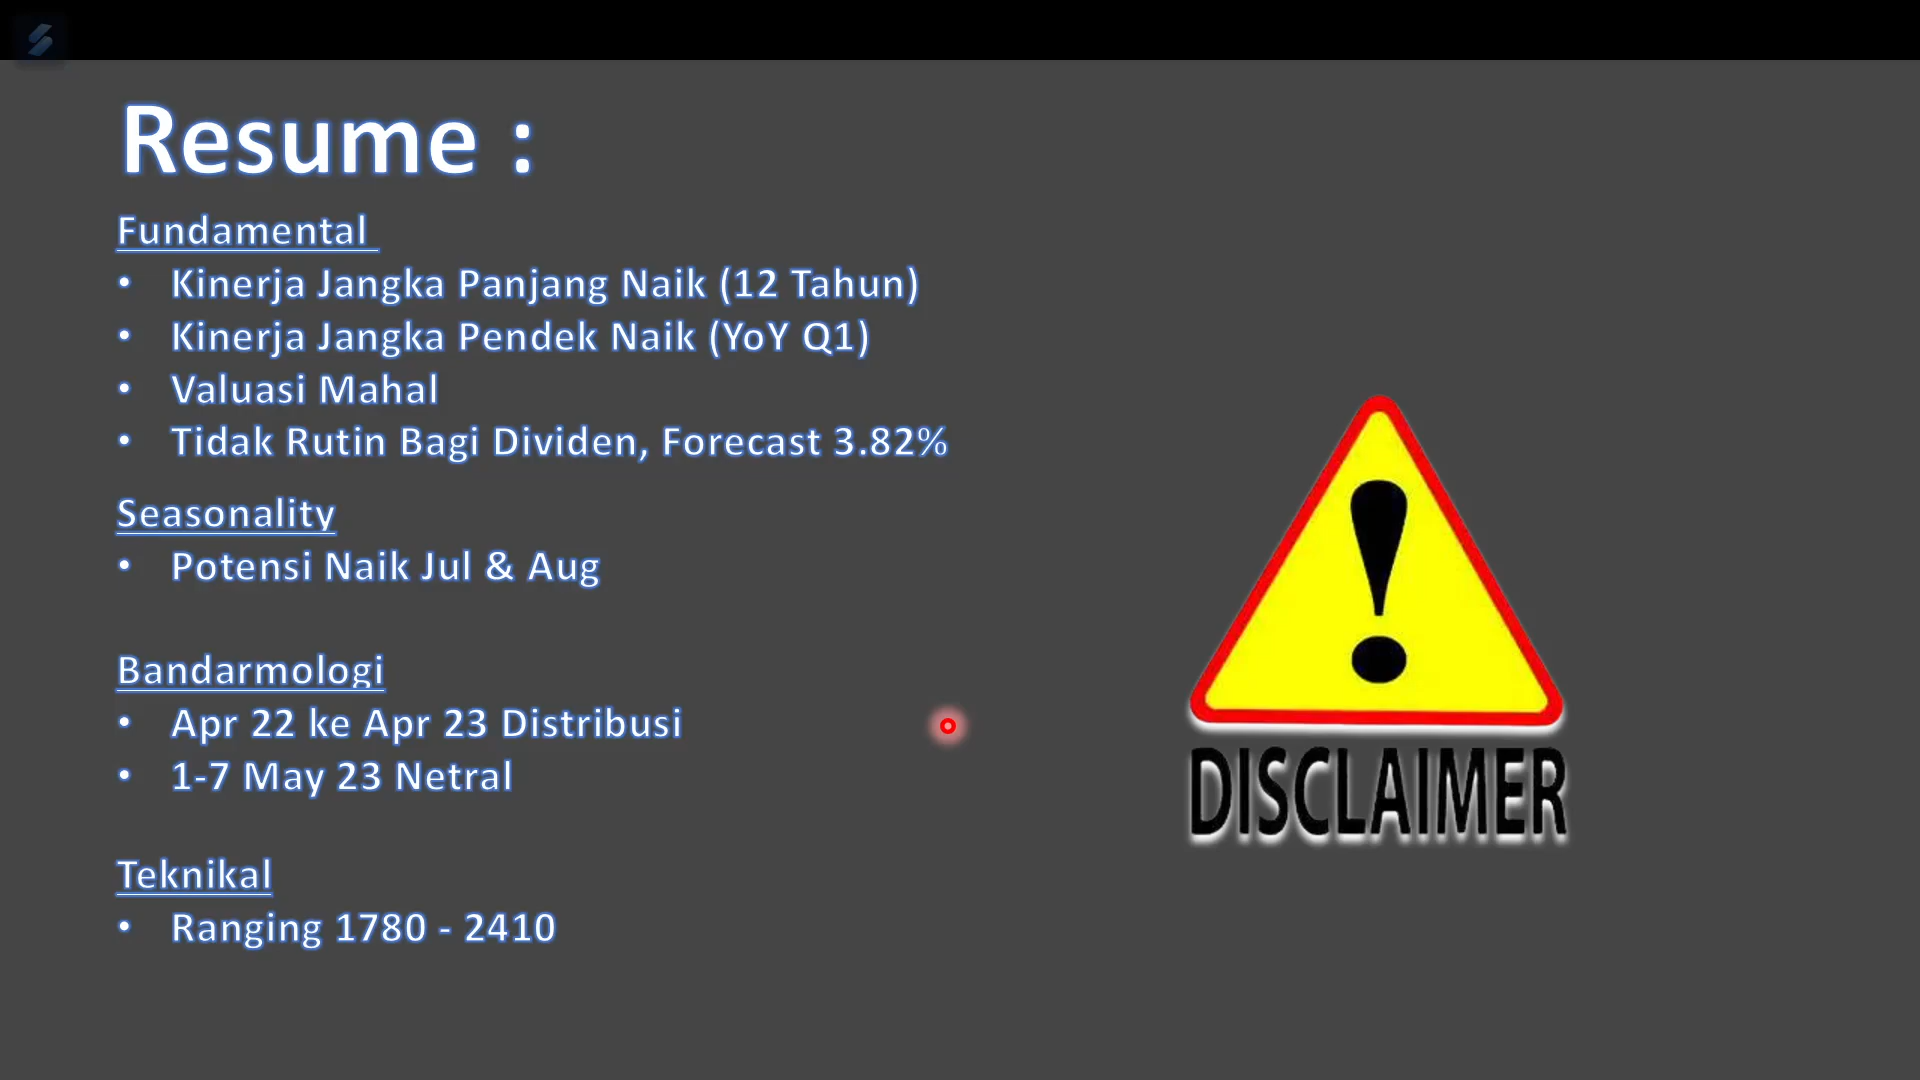 Resume :
Fundamental
• Kinerja Jangka Panjang Naik (12 Tahun)
• Kinerja Jangka Pendek Naik (YoY Q1)
• Valuasi Mahal
• Tidak Rutin Bagi Dividen, Forecast 3.82%
Seasonality
• Potensi Naik Jul & Aug
Bandarmologi
• Apr 22 ke Apr 23 Distribusi
• 1-7 May 23 Netral
Teknikal
• Ranging 1780 - 2410
!
DISCLAIMER